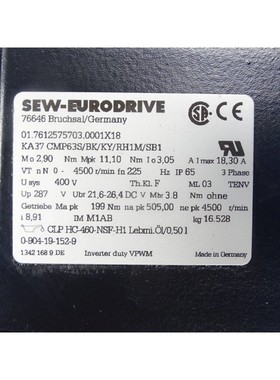 SEW-EURODRIVE
76646 Bruchsal/Germany
01.7612575703.0001X18
KA37 CMP63S/BK/KY/RH1M/SB1
Mo 2,90 Nm Mpk 11,10 Nm Io 3,05 A I max 18,30 A
VT nN 0 - 4500 r/min fn 225 Hz IP 65 3 Phase
Up 287 V Ubr 21,6-26,4 DC V Mbr 3.8 Nm ohne
Usys 400 V Th.Kl. F ML 03 TENV
Getriebe Ma pk 199 Nm na pk 505,00 ne pk 4500 r/min
i 8,91 IM M1AB kg 16.528
CLP HC-460-NSF-H1 Lebmi.Öl/0,50 l
0-904-19-152-9
1342 168 9 DE Inverter duty VPWM Made in Germany